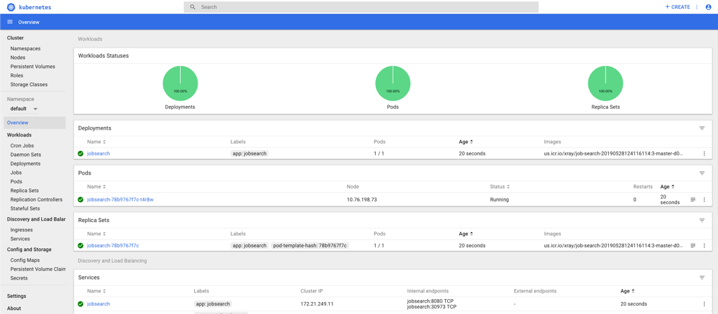 kubernetes
Search
+ CREATE
Overview
Cluster
Namespaces
Nodes
Persistent Volumes
Roles
Storage Classes
Namespace
default
Overview
Workloads
Cron Jobs
Daemon Sets
Deployments
Jobs
Pods
Replica Sets
Replication Controllers
Stateful Sets
Discovery and Load Balar
Ingresses
Services
Config and Storage
Config Maps
Persistent Volume Claim
Secrets
Settings
About
Workloads
Workloads Statuses
100.00% 100.00% 100.00%
Deployments Pods Replica Sets
Deployments
Name Labels Pods Age Images
jobsearch app: jobsearch 1 / 1 20 seconds us.icr.io/xray/job-search-20190528124116114:3-master-d0...
Pods
Name Node Status Restarts Age
jobsearch-78b9767f7c- 10.76.198.73 Running 0 20 seconds
Replica Sets
Name Labels Pods Age Images
jobsearch-78b9767f7c app: jobsearch pod-template-hash: 78b9767f7c 1 / 1 20 seconds us.icr.io/xray/job-search-20190528124116114:3-master-d0...
Discovery and Load Balancing
Services
Name Labels Cluster IP Internal endpoints External endpoints Age
jobsearch app: jobsearch 172.21.249.11 jobsearch:8080 TCP - 20 seconds
jobsearch:30973 TCP